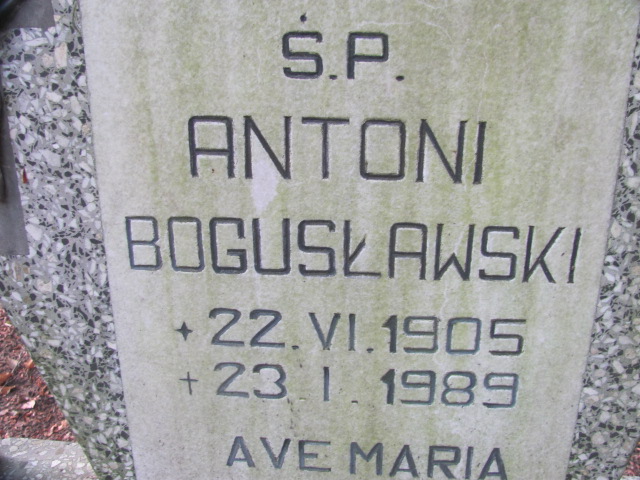 Ś.P.
ANTONI
BOGUSŁAWSKI
✦ 22.VI.1905
+ 23.I.1989
AVE MARIA